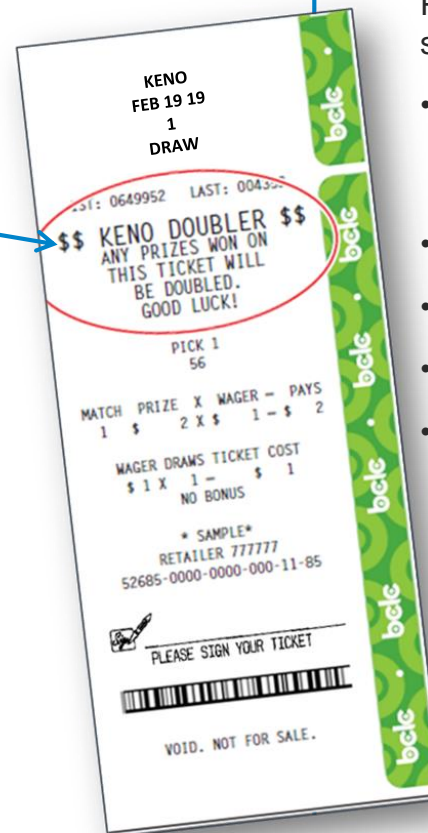 KENO
FEB 19 19
1
DRAW
LAST: 0649952 LAST:
$$ KENO DOUBLER $$
ANY PRIZES WON ON
THIS TICKET WILL
BE DOUBLED.
GOOD LUCK!
PICK 1
56
MATCH PRIZE X WAGER — PAYS
1 $ 2 X $ 1 — $ 2
WAGER DRAWS TICKET COST
$ 1 X 1 — $ 1
NO BONUS
* SAMPLE*
RETAILER 777777
52685-0000-0000-000-11-85
PLEASE SIGN YOUR TICKET
VOID. NOT FOR SALE.
bclc
bclc
bclc
bclc
bclc
bclc